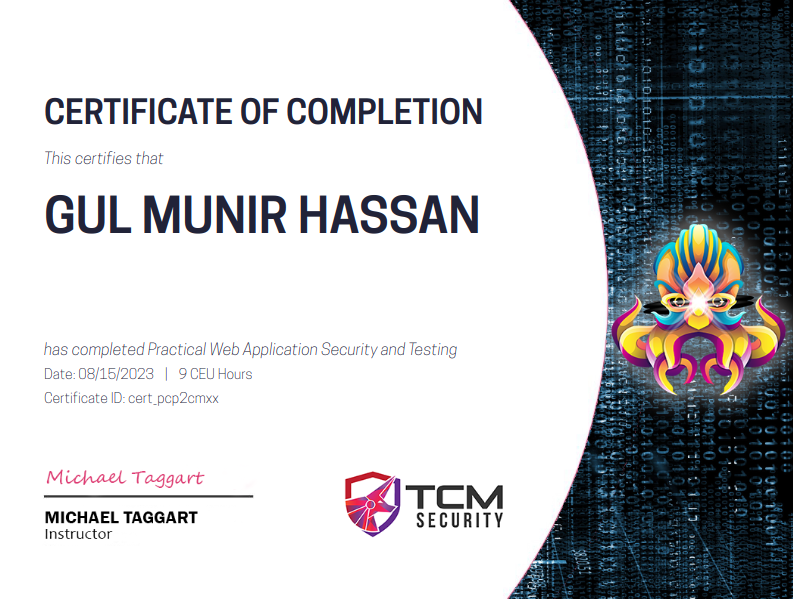 CERTIFICATE OF COMPLETION
This certifies that
GUL MUNIR HASSAN
has completed Practical Web Application Security and Testing
Date: 08/15/2023 | 9 CEU Hours
Certificate ID: cert_pcp2cmxx
Michael Taggart
MICHAEL TAGGART
Instructor
TCM
SECURITY